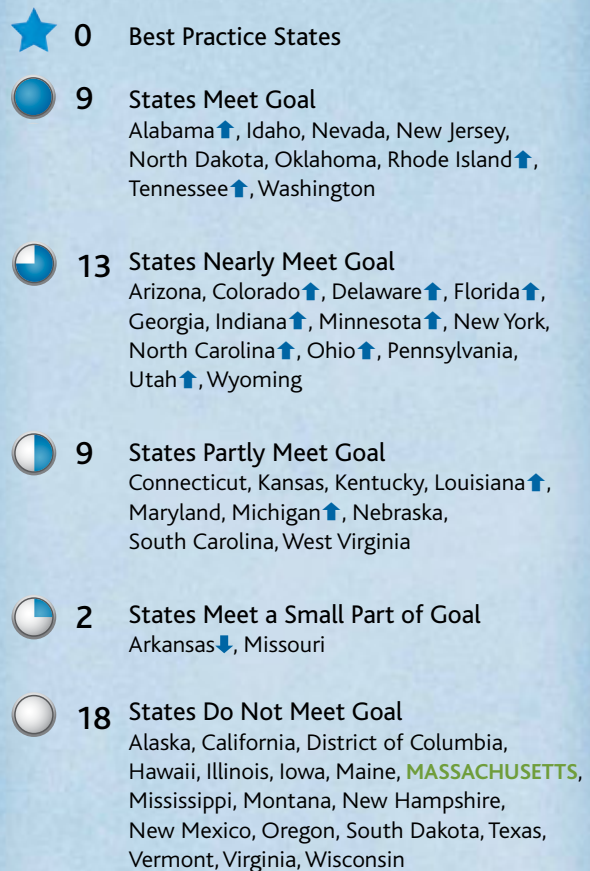 0 Best Practice States
9 States Meet Goal
Alabama⬆, Idaho, Nevada, New Jersey,
North Dakota, Oklahoma, Rhode Island⬆,
Tennessee⬆, Washington
13 States Nearly Meet Goal
Arizona, Colorado⬆, Delaware⬆, Florida⬆,
Georgia, Indiana⬆, Minnesota⬆, New York,
North Carolina⬆, Ohio⬆, Pennsylvania,
Utah⬆, Wyoming
9 States Partly Meet Goal
Connecticut, Kansas, Kentucky, Louisiana⬆,
Maryland, Michigan⬆, Nebraska,
South Carolina, West Virginia
2 States Meet a Small Part of Goal
Arkansas⬇, Missouri
18 States Do Not Meet Goal
Alaska, California, District of Columbia,
Hawaii, Illinois, Iowa, Maine, MASSACHUSETTS,
Mississippi, Montana, New Hampshire,
New Mexico, Oregon, South Dakota, Texas,
Vermont, Virginia, Wisconsin